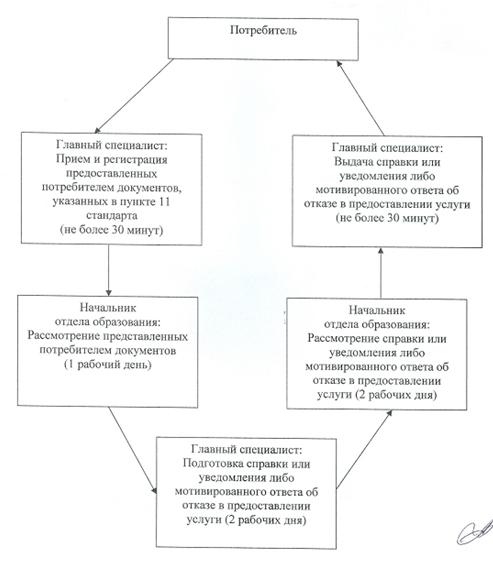 Потребитель
Главный специалист:
Прием и регистрация
предоставленных
потребителем документов,
указанных в пункте 11
стандарта
(не более 30 минут)
Начальник
отдела образования:
Рассмотрение представленных
потребителем документов
(1 рабочий день)
Главный специалист:
Подготовка справки или
уведомления либо
мотивированного ответа об
отказе в предоставлении
услуги (2 рабочих дня)
Начальник
отдела образования:
Рассмотрение справки или
уведомления либо
мотивированного ответа об
отказе в предоставлении
услуги (2 рабочих дня)
Главный специалист:
Выдача справки или
уведомления либо
мотивированного ответа об
отказе в предоставлении услуги
(не более 30 минут)